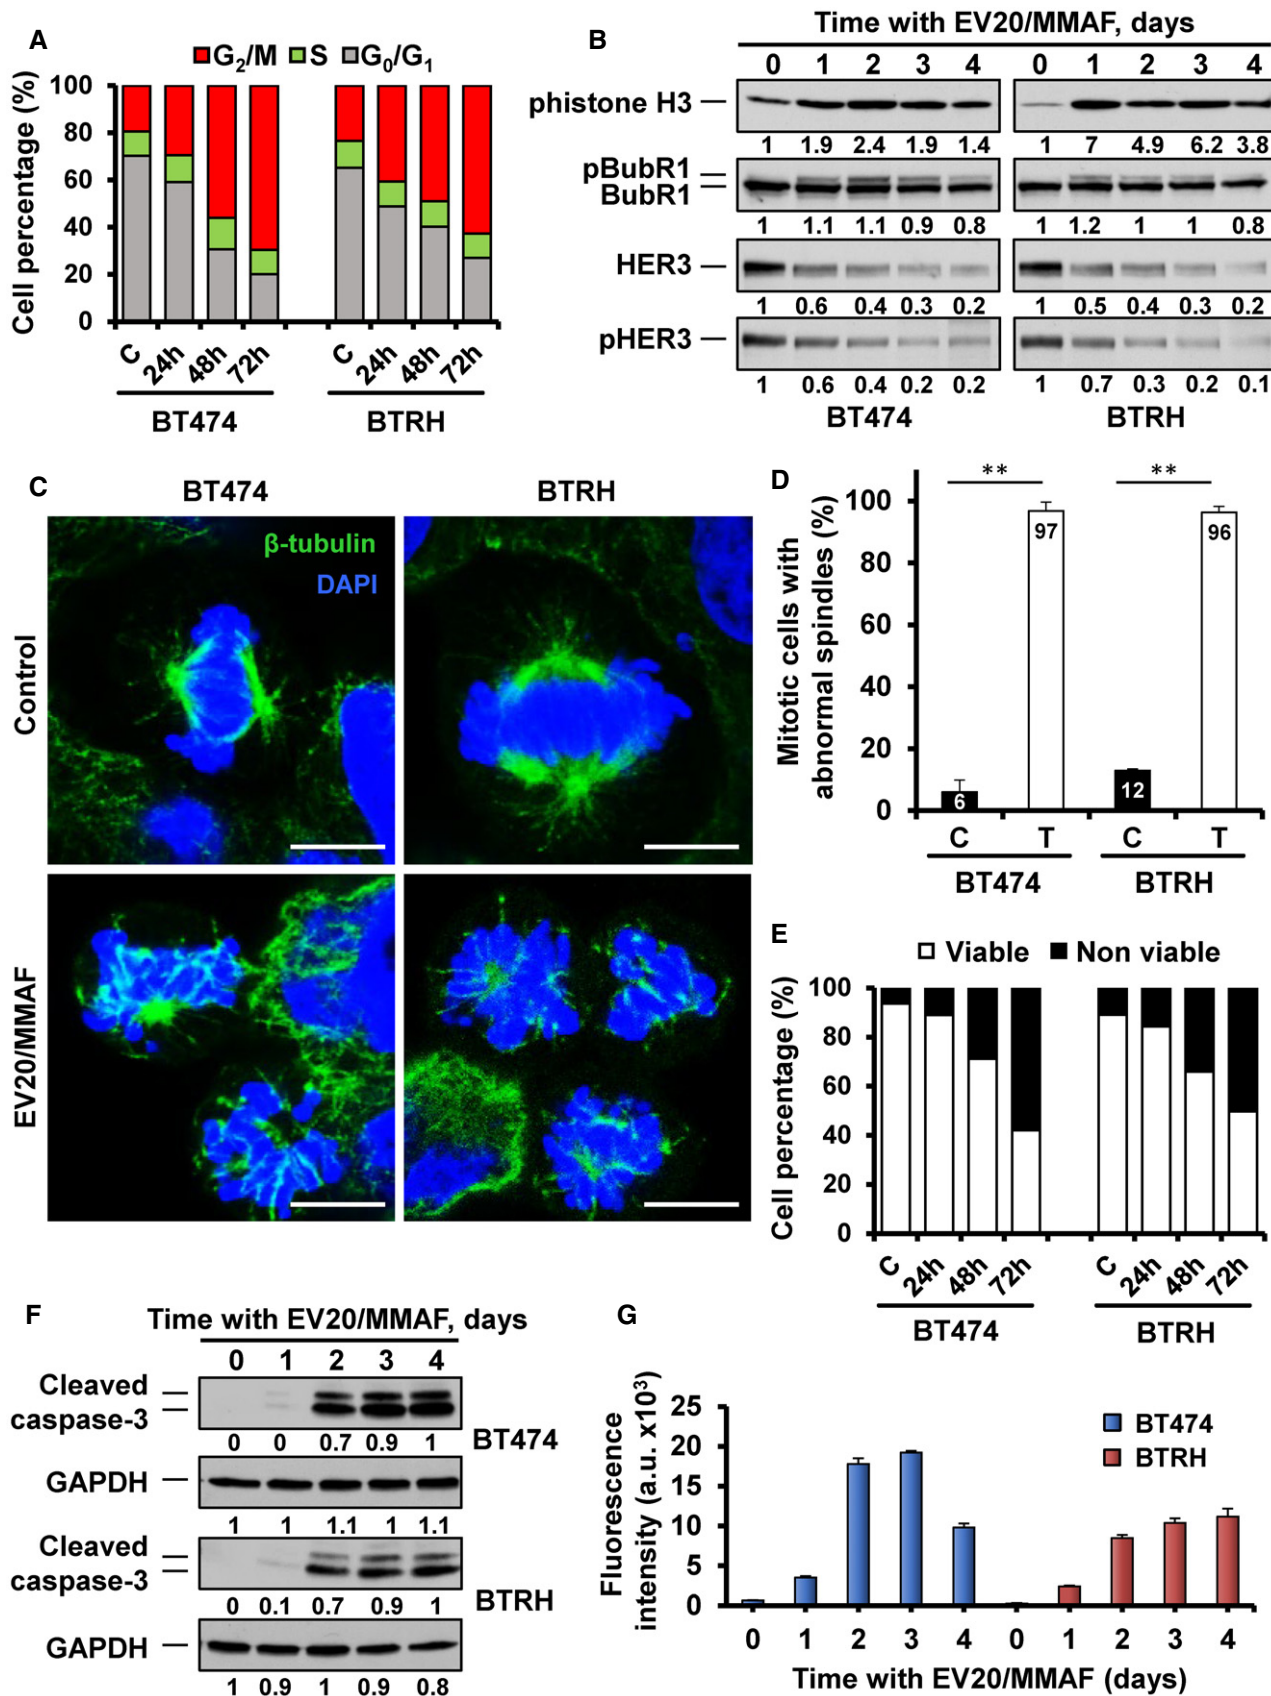 A
G2/M S G0/G1
Cell percentage (%)
100
80
60
40
20
0
C 24h 48h 72h C 24h 48h 72h
BT474 BTRH
B
Time with EV20/MMAF, days
0 1 2 3 4 0 1 2 3 4
phistone H3
1 1.9 2.4 1.9 1.4 1 7 4.9 6.2 3.8
pBubR1
BubR1
1 1.1 1.1 0.9 0.8 1 1.2 1 1 0.8
HER3
1 0.6 0.4 0.3 0.2 1 0.5 0.4 0.3 0.2
pHER3
1 0.6 0.4 0.2 0.2 1 0.7 0.3 0.2 0.1
BT474 BTRH
C
BT474 BTRH
β-tubulin
DAPI
Control
EV20/MMAF
D
Mitotic cells with
abnormal spindles (%)
100
80
60
40
20
0
** **
6 97 12 96
C T C T
BT474 BTRH
E
Viable Non viable
Cell percentage (%)
100
80
60
40
20
0
C 24h 48h 72h C 24h 48h 72h
BT474 BTRH
F
Time with EV20/MMAF, days
0 1 2 3 4
Cleaved
caspase-3
0 0 0.7 0.9 1
BT474
GAPDH
1 1 1.1 1 1.1
Cleaved
caspase-3
0 0.1 0.7 0.9 1
BTRH
GAPDH
1 0.9 1 0.9 0.8
G
Fluorescence
intensity (a.u. x10³)
25
20
15
10
5
0
BT474
BTRH
0 1 2 3 4 0 1 2 3 4
Time with EV20/MMAF (days)